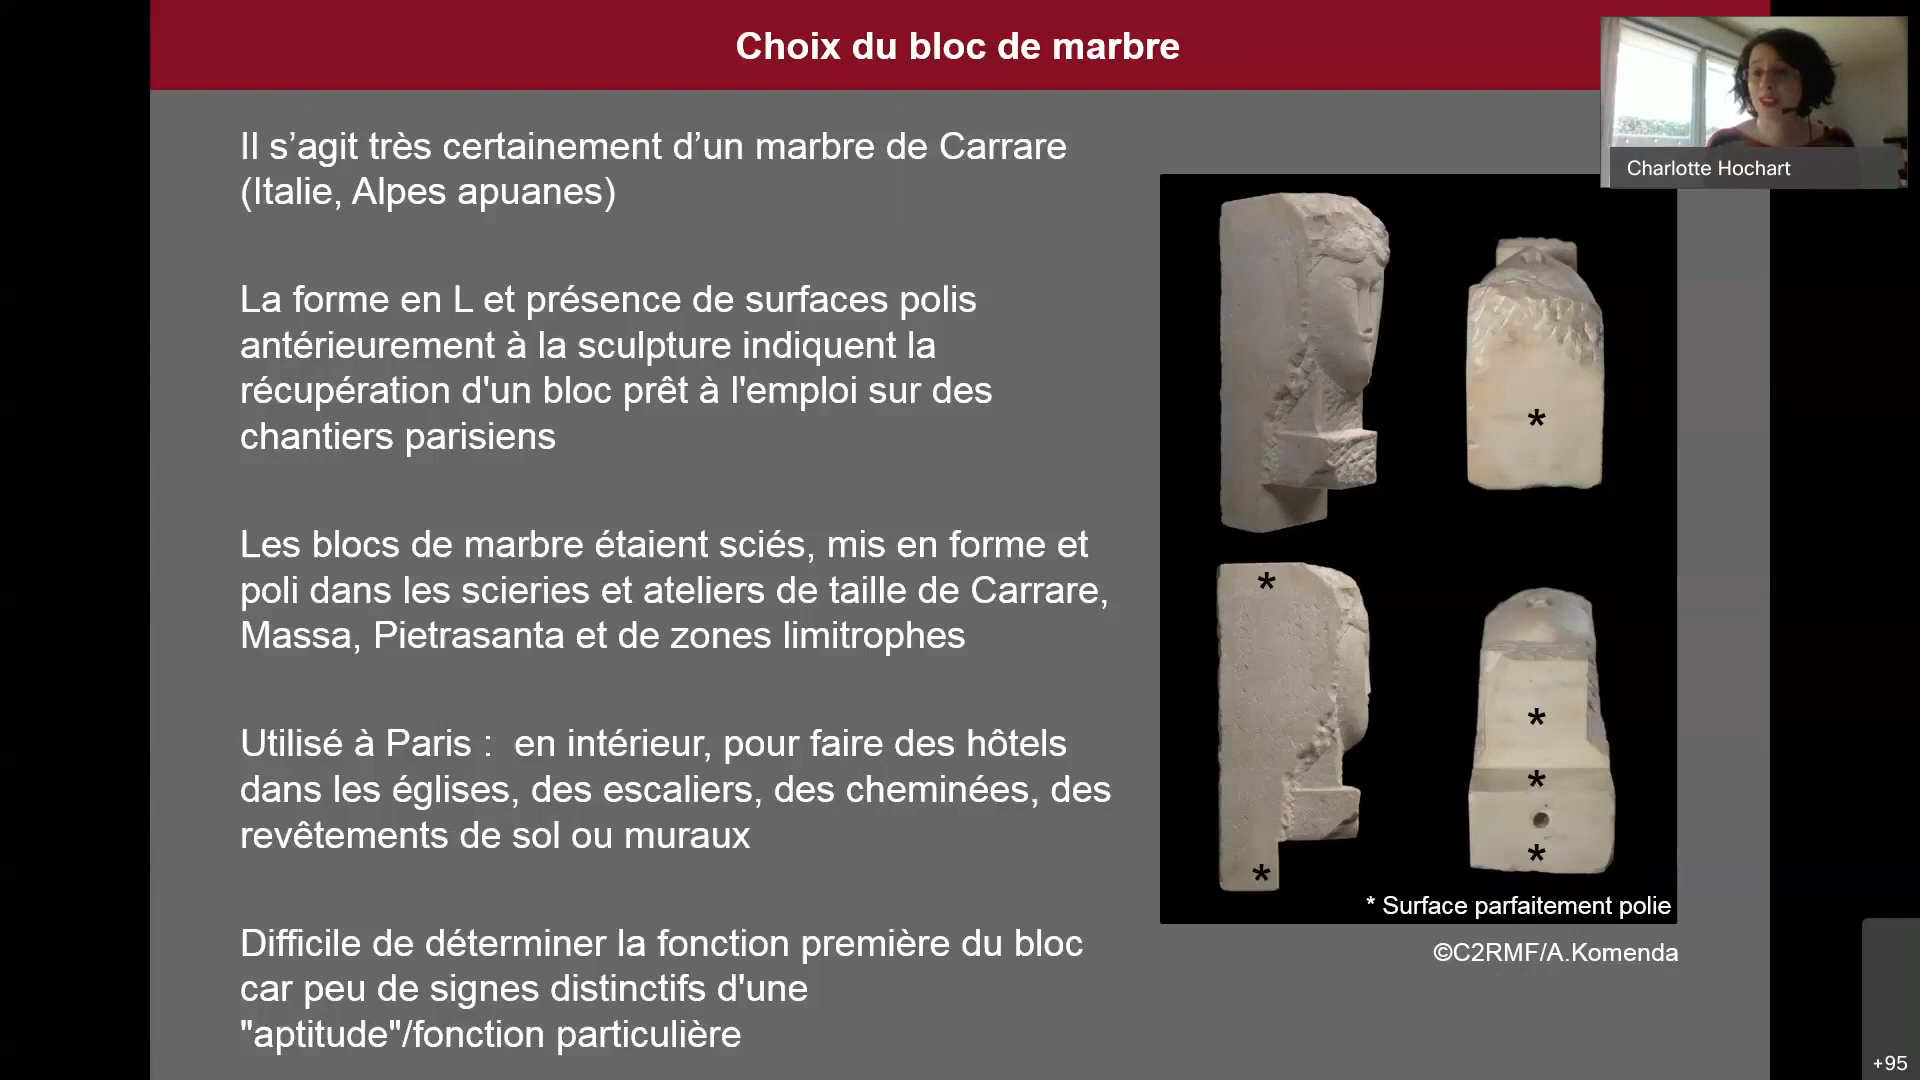 Choix du bloc de marbre
Il s’agit très certainement d’un marbre de Carrare
(Italie, Alpes apuanes)
La forme en L et présence de surfaces polis
antérieurement à la sculpture indiquent la
récupération d'un bloc prêt à l'emploi sur des
chantiers parisiens
Les blocs de marbre étaient sciés, mis en forme et
poli dans les scieries et ateliers de taille de Carrare,
Massa, Pietrasanta et de zones limitrophes
Utilisé à Paris :  en intérieur, pour faire des hôtels
dans les églises, des escaliers, des cheminées, des
revêtements de sol ou muraux
Difficile de déterminer la fonction première du bloc
car peu de signes distinctifs d'une
"aptitude"/fonction particulière
Charlotte Hochart
*
*
*
*
*
*
*
* Surface parfaitement polie
©C2RMF/A.Komenda
+95